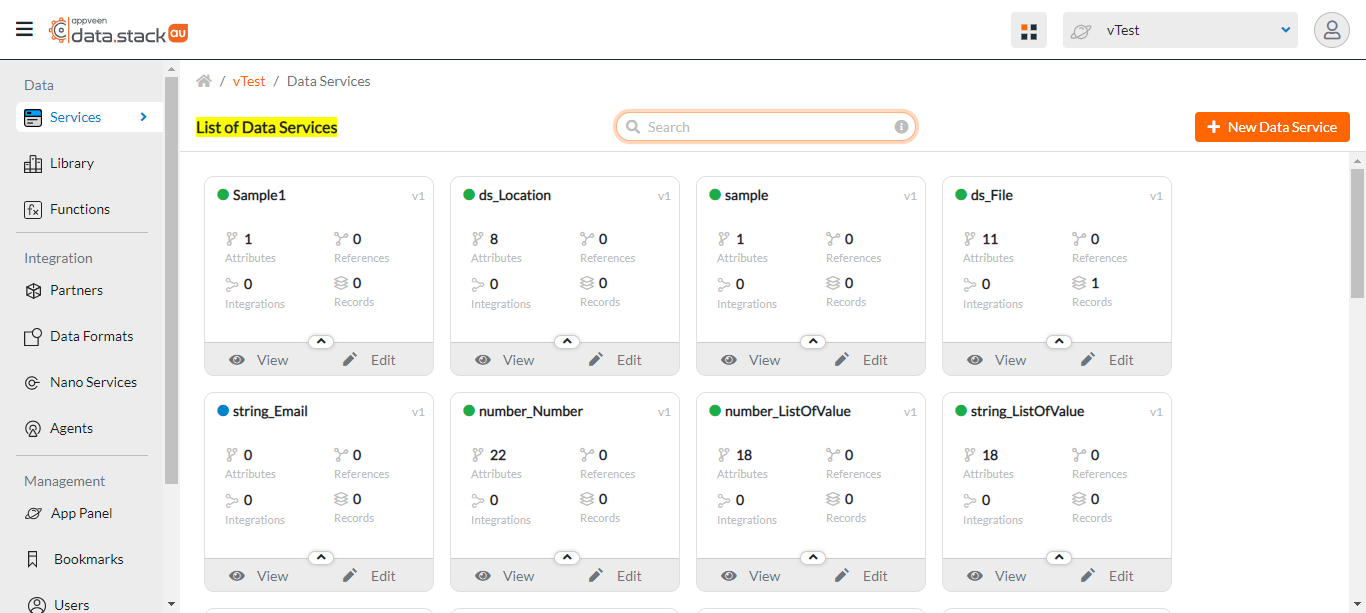 appveen
data.stack au
vTest
Data
Services
Library
Functions
Integration
Partners
Data Formats
Nano Services
Agents
Management
App Panel
Bookmarks
Users
/ vTest / Data Services
List of Data Services
Search
New Data Service
Sample1 v1
1 0
Attributes References
0 0
Integrations Records
View Edit
ds_Location v1
8 0
Attributes References
0 0
Integrations Records
View Edit
sample v1
1 0
Attributes References
0 0
Integrations Records
View Edit
ds_File v1
11 0
Attributes References
0 1
Integrations Records
View Edit
string_Email v1
0 0
Attributes References
0 0
Integrations Records
View Edit
number_Number v1
22 0
Attributes References
0 0
Integrations Records
View Edit
number_ListOfValue v1
18 0
Attributes References
0 0
Integrations Records
View Edit
string_ListOfValue v1
18 0
Attributes References
0 0
Integrations Records
View Edit